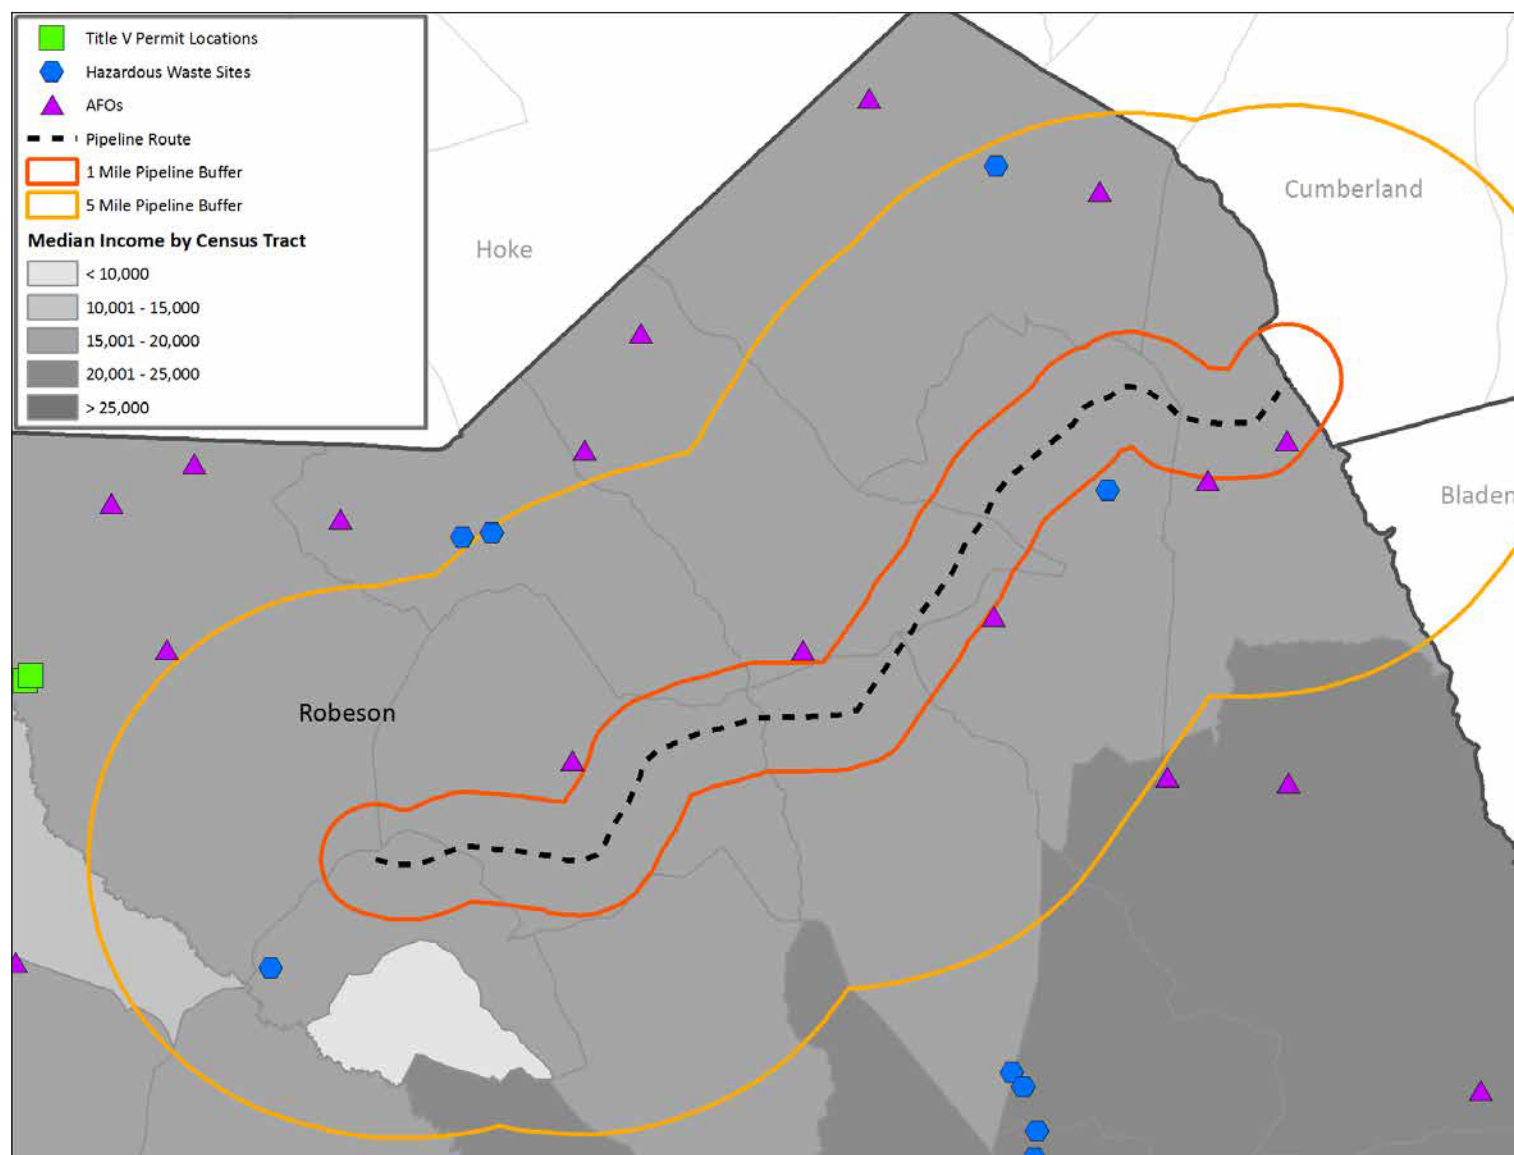 Title V Permit Locations
Hazardous Waste Sites
AFOs
Pipeline Route
1 Mile Pipeline Buffer
5 Mile Pipeline Buffer
Median Income by Census Tract
< 10,000
10,001 - 15,000
15,001 - 20,000
20,001 - 25,000
> 25,000
Cumberland
Hoke
Bladen
Robeson